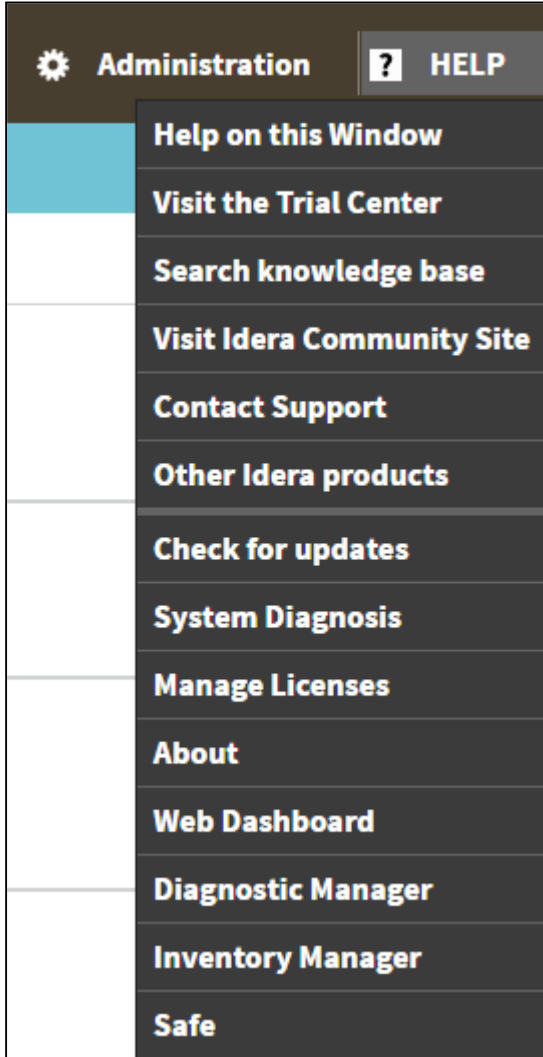 Administration ? HELP
Help on this Window
Visit the Trial Center
Search knowledge base
Visit Idera Community Site
Contact Support
Other Idera products
Check for updates
System Diagnosis
Manage Licenses
About
Web Dashboard
Diagnostic Manager
Inventory Manager
Safe